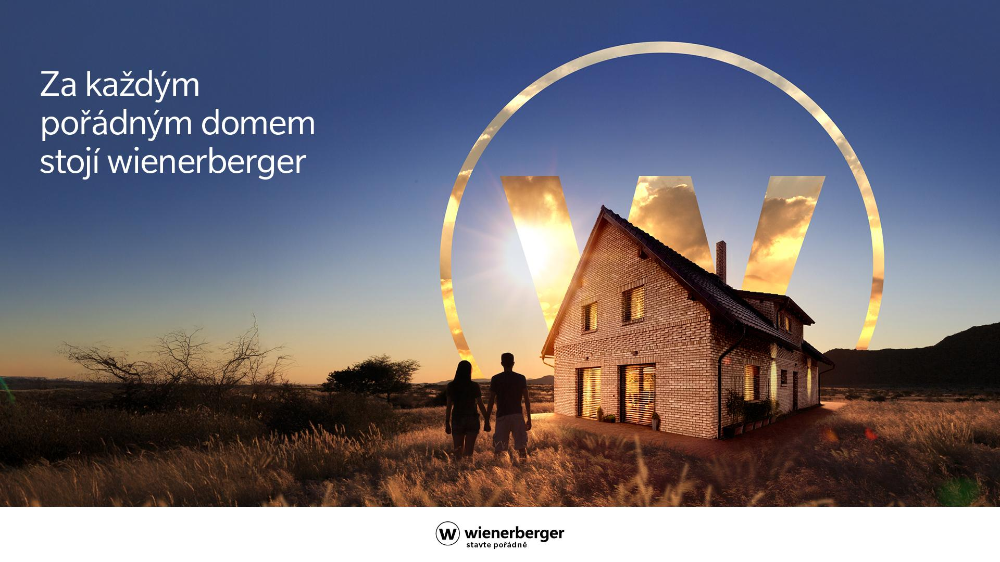 Za každým
pořádným domem
stojí wienerberger
W
W wienerberger
stavte pořádně